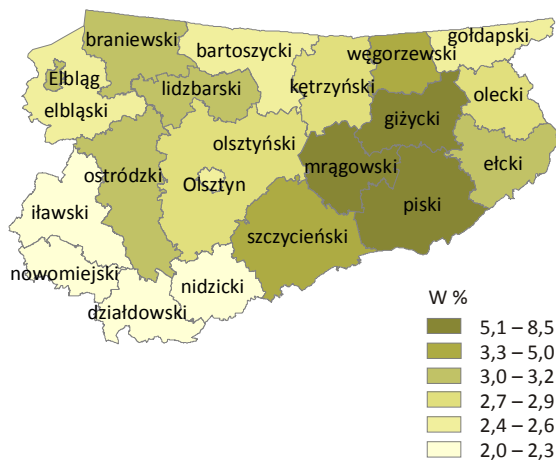 braniewski
bartoszycki
węgorzewski
gołdapski
Elbląg
elbląski
lidzbarski
kętrzyński
giżycki
olecki
olsztyński
ostródzki
Olsztyn
mrągowski
ełcki
iławski
piski
szczycieński
nowomiejski
nidzicki
działdowski
W %
5,1 – 8,5
3,3 – 5,0
3,0 – 3,2
2,7 – 2,9
2,4 – 2,6
2,0 – 2,3